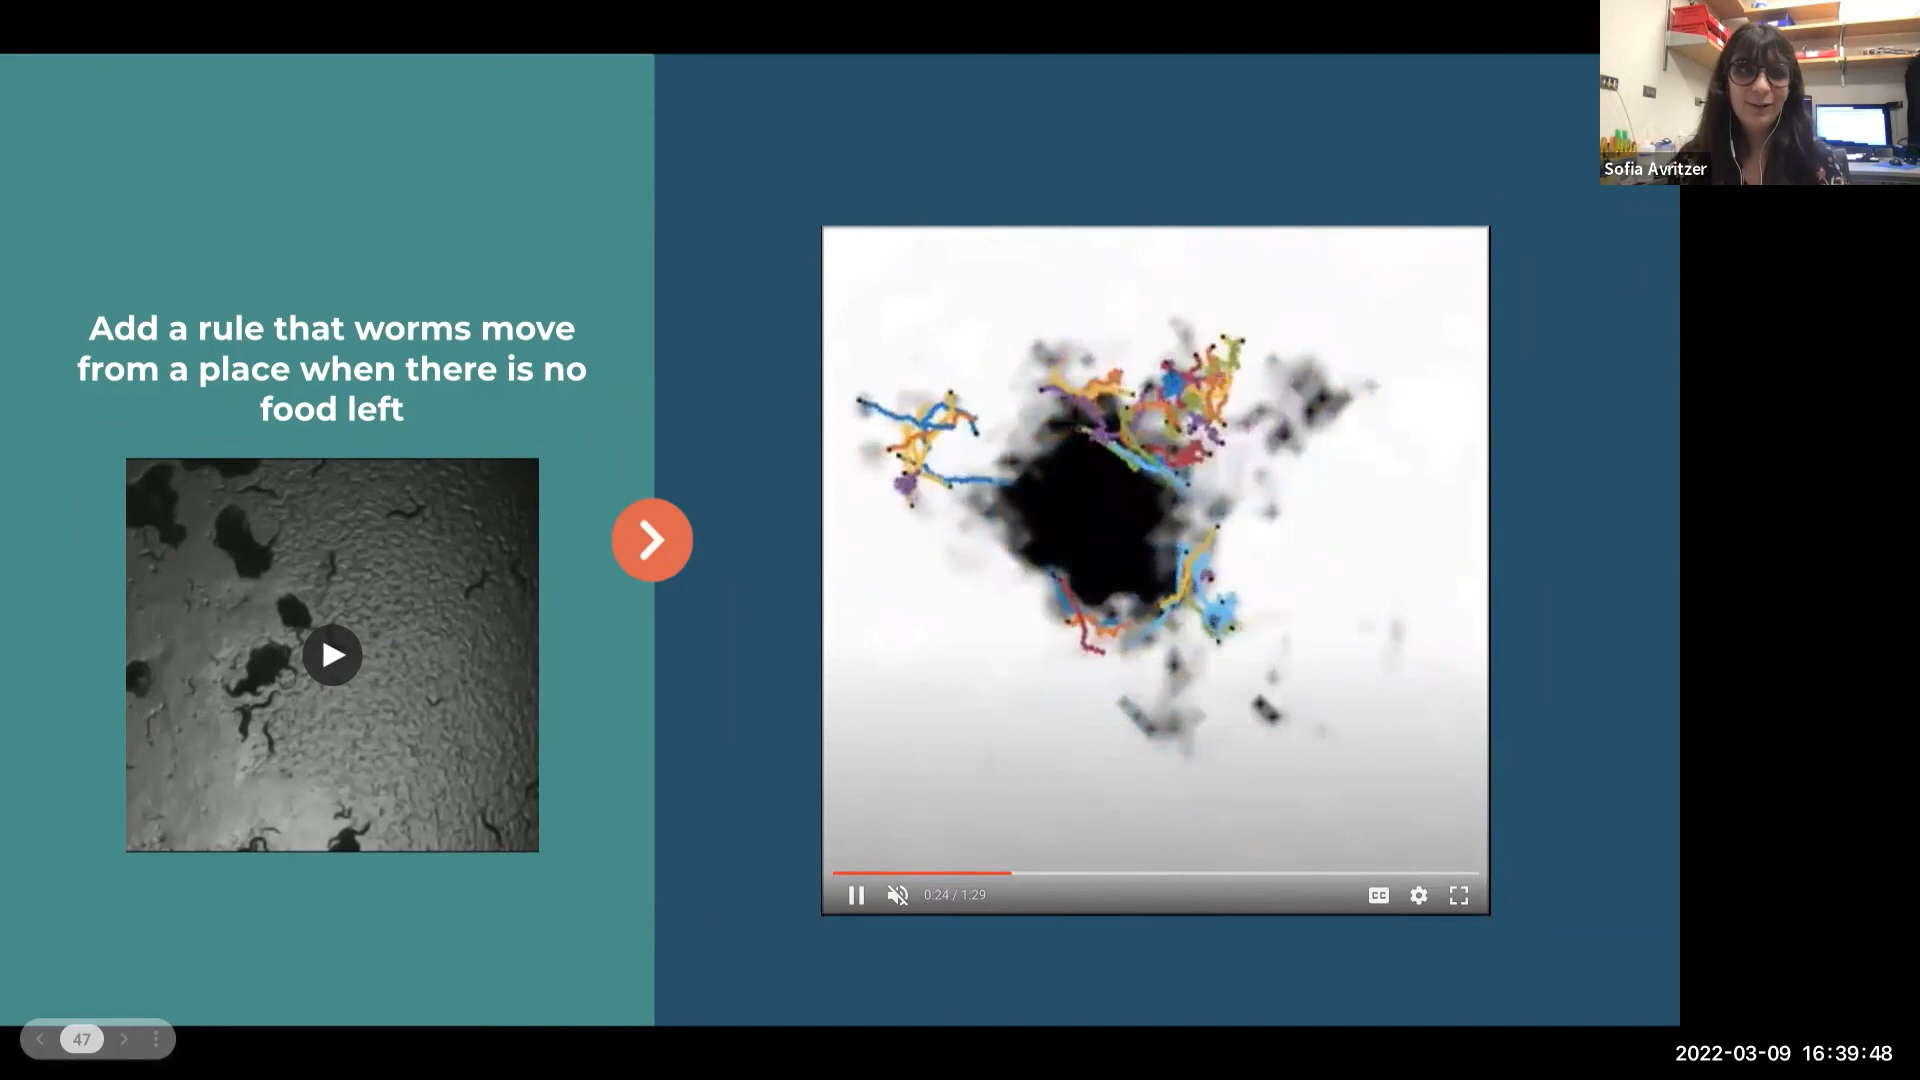 Sofia Avritzer
Add a rule that worms move
from a place when there is no
food left
0:24 / 1:29
CC
47
2022-03-09 16:39:48